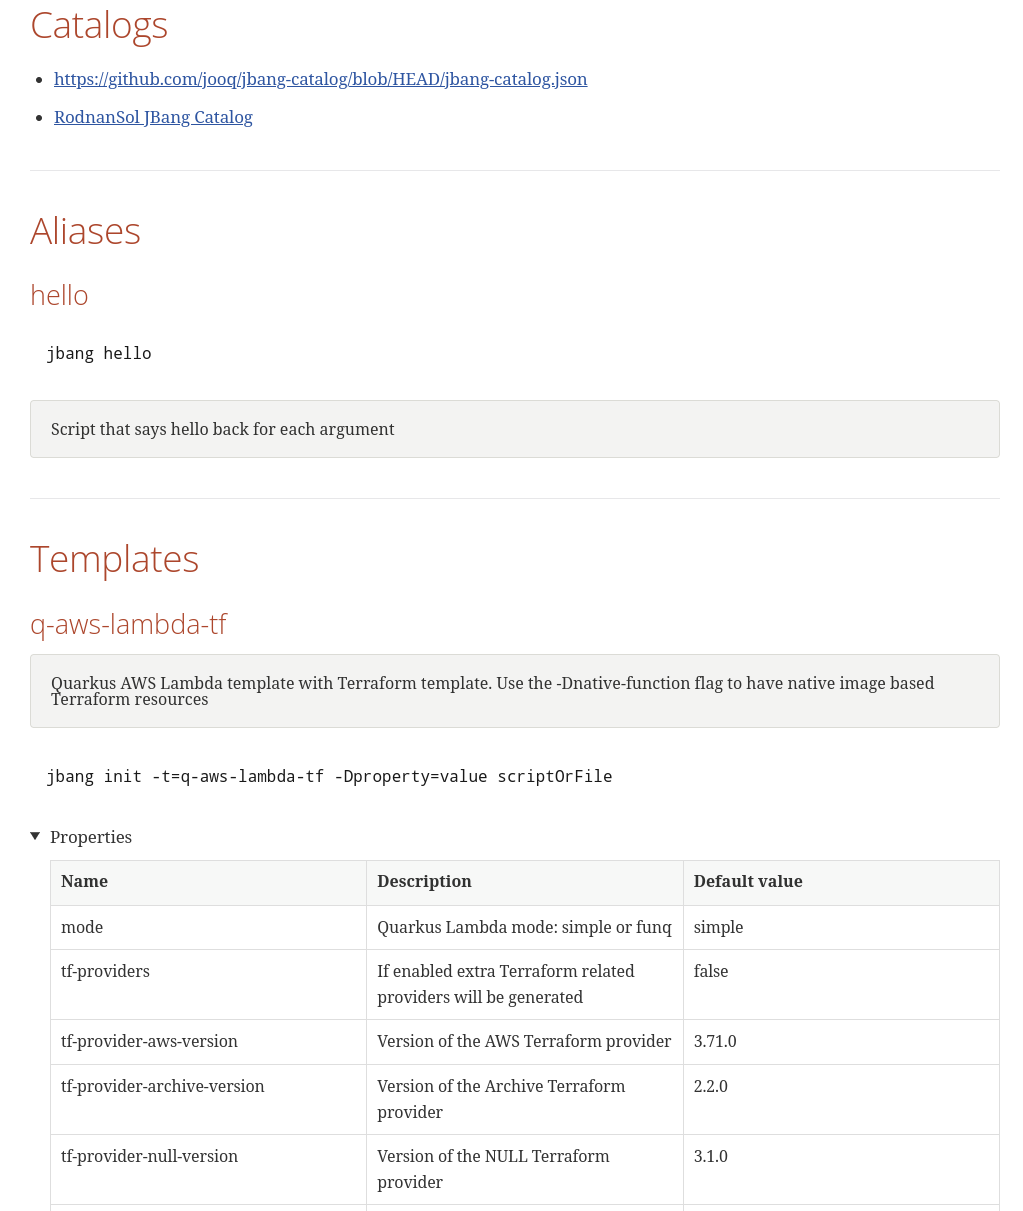 Catalogs
https://github.com/jooq/jbang-catalog/blob/HEAD/jbang-catalog.json
RodnanSol JBang Catalog
Aliases
hello
jbang hello
Script that says hello back for each argument
Templates
q-aws-lambda-tf
Quarkus AWS Lambda template with Terraform template. Use the -Dnative-function flag to have native image based
Terraform resources
jbang init -t=q-aws-lambda-tf -Dproperty=value scriptOrFile
Properties
Name Description Default value
mode Quarkus Lambda mode: simple or funq simple
tf-providers If enabled extra Terraform related false
providers will be generated
tf-provider-aws-version Version of the AWS Terraform provider 3.71.0
tf-provider-archive-version Version of the Archive Terraform 2.2.0
provider
tf-provider-null-version Version of the NULL Terraform 3.1.0
provider